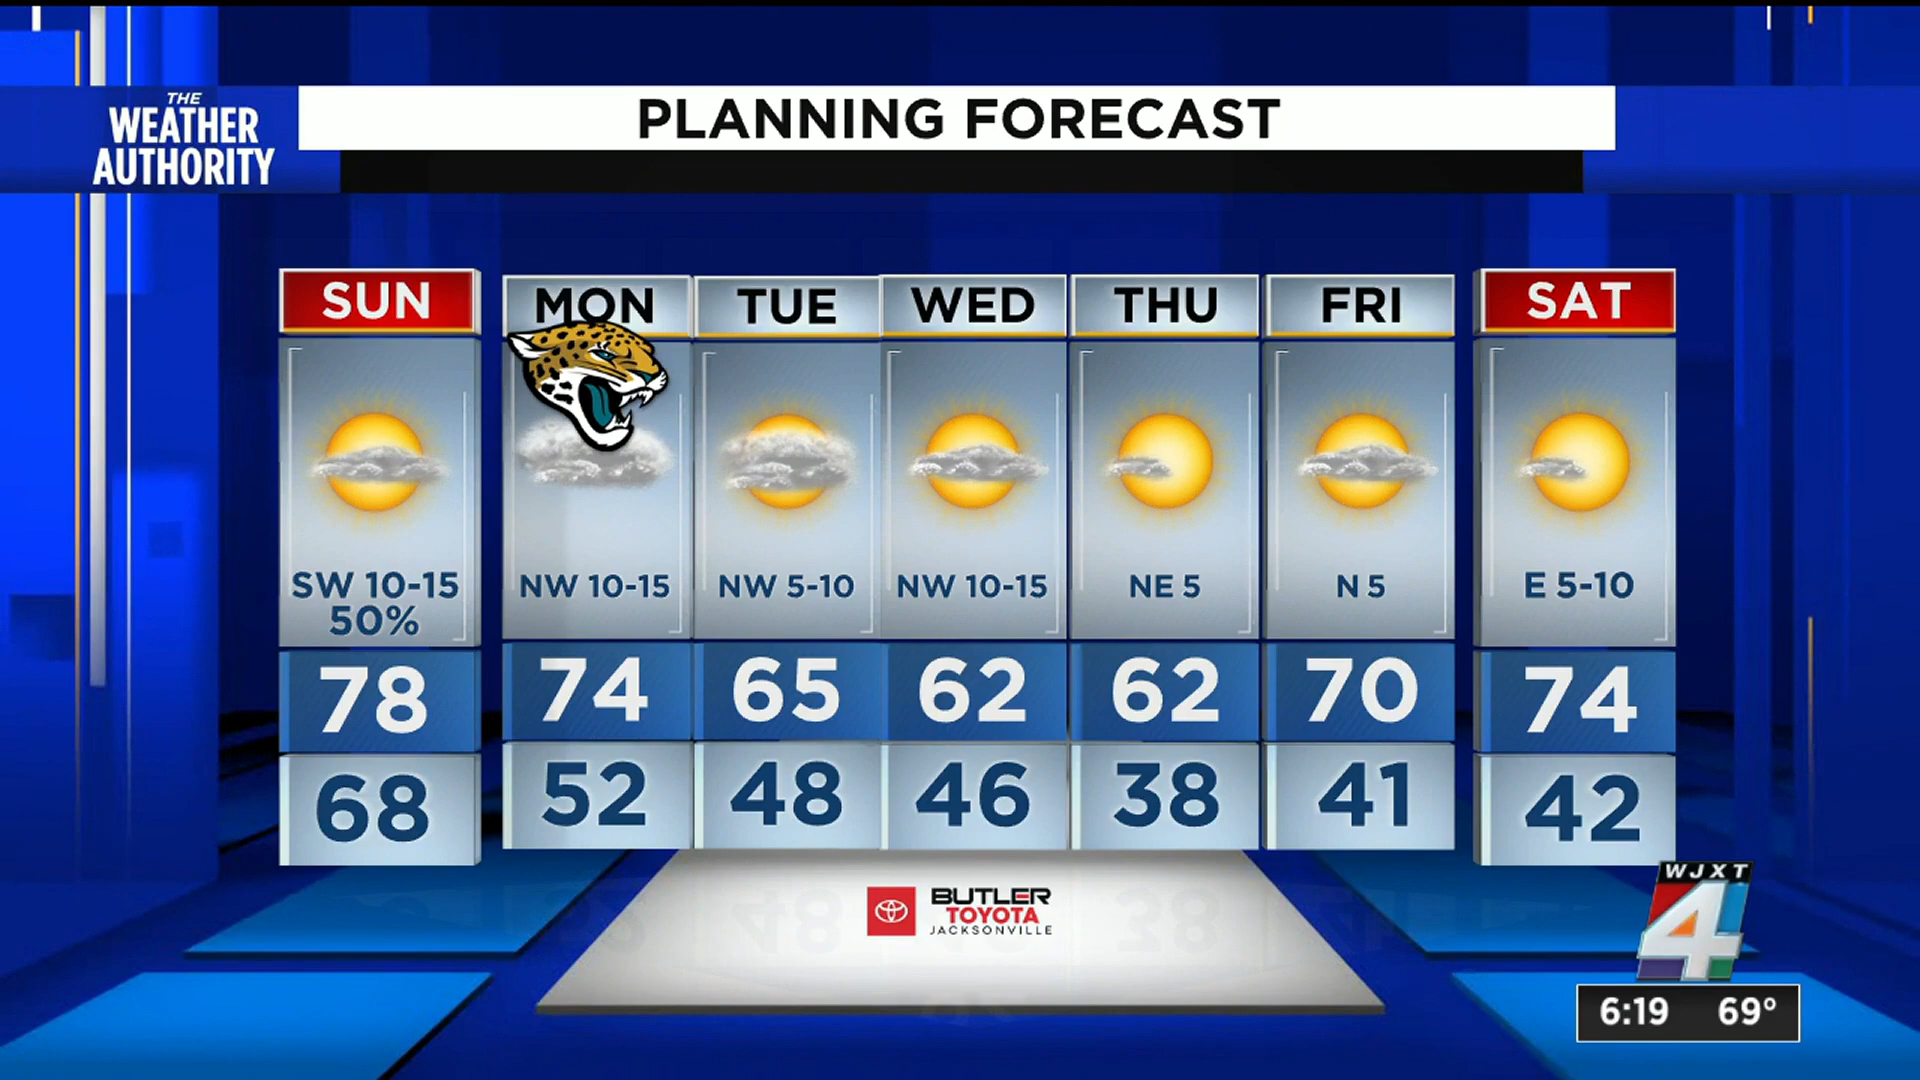 THE
WEATHER
AUTHORITY
PLANNING FORECAST
SUN
MON
TUE
WED
THU
FRI
SAT
SW 10-15
50%
NW 10-15
NW 5-10
NW 10-15
NE 5
N 5
E 5-10
78
74
65
62
62
70
74
68
52
48
46
38
41
42
BUTLER
TOYOTA
JACKSONVILLE
WJXT
4
6:19 69°